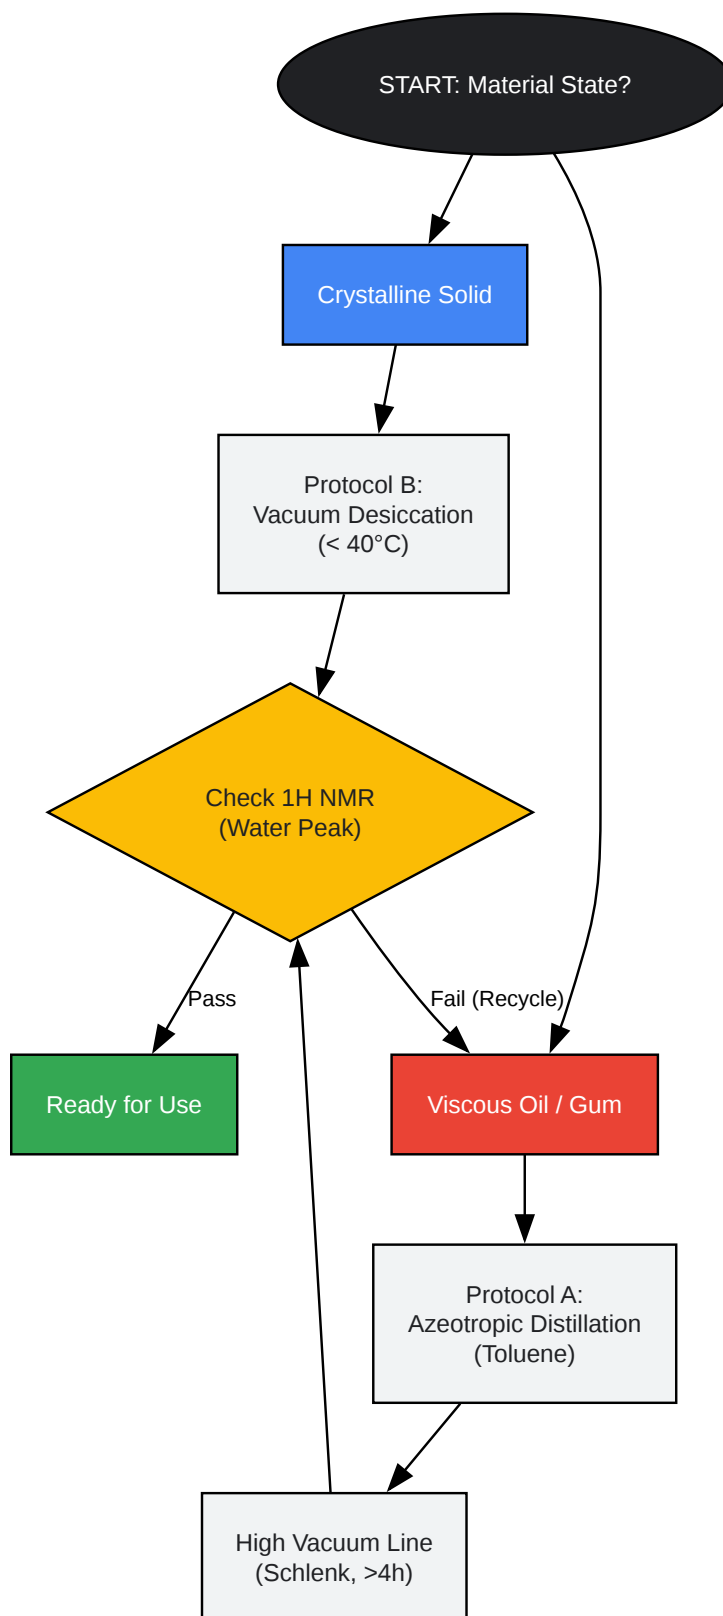 START: Material State?
Crystalline Solid
Protocol B:
Vacuum Desiccation
(< 40°C)
Check 1H NMR
(Water Peak)
Pass
Fail (Recycle)
Ready for Use
Viscous Oil / Gum
Protocol A:
Azeotropic Distillation
(Toluene)
High Vacuum Line
(Schlenk, >4h)